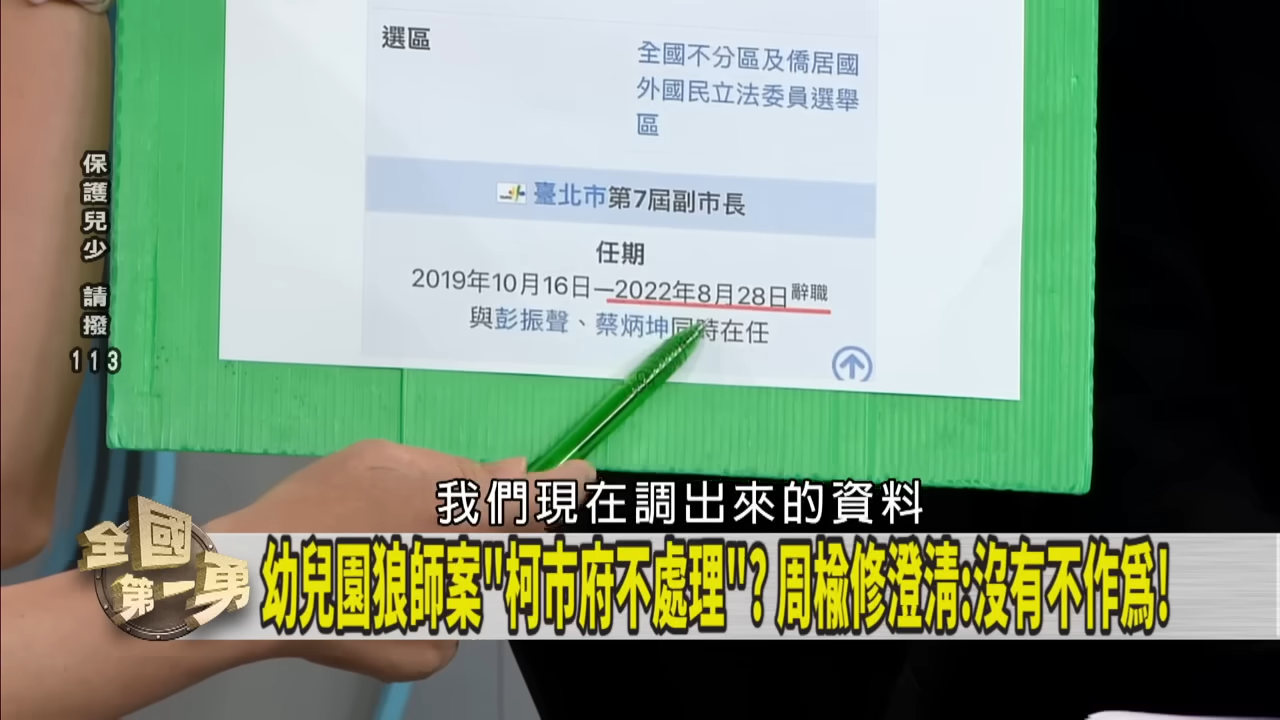 選區
全國不分區及僑居國
外國民立法委員選舉
區
臺北市第7屆副市長
任期
2019年10月16日—2022年8月28日辭職
與彭振聲、蔡炳坤同時在任
保護兒少 請撥
113
我們現在調出來的資料
全國
第一勇
幼兒園狼師案"柯市府不處理"? 周榆修澄清:沒有不作為!